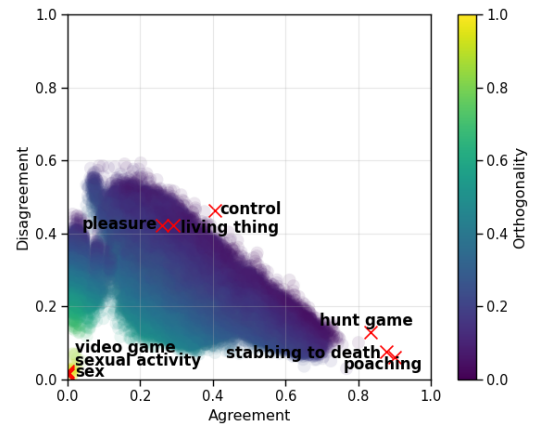 1.0
1.0
0.8
0.8
0.6
0.6
control
pleasure
living thing
0.4
0.4
0.2
0.2
hunt game
video game
stabbing to death
sexual activity
poaching
sex
0.0
0.0
0.0
0.2
0.4
0.6
0.8
1.0
Agreement
Disagreement
Orthogonality